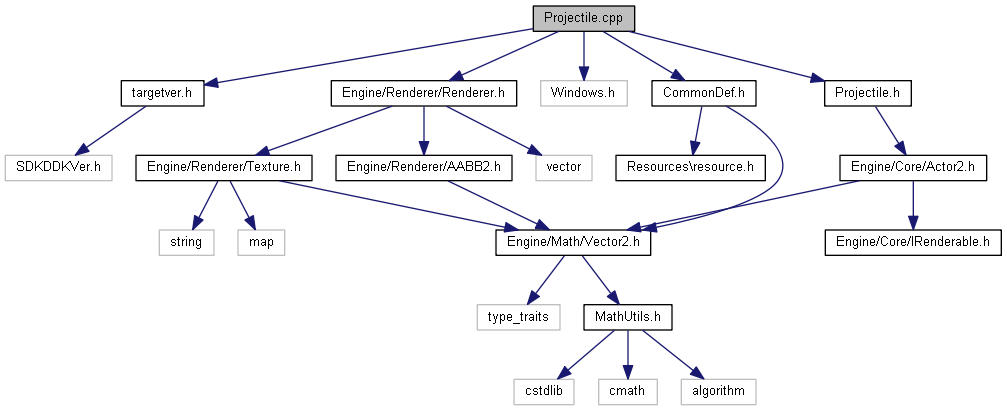 Projectile.cpp
targetver.h
Engine/Renderer/Renderer.h
Windows.h
CommonDef.h
Projectile.h
SDKDDKVer.h
Engine/Renderer/Texture.h
Engine/Renderer/AABB2.h
vector
Resources\resource.h
Engine/Core/Actor2.h
string
map
Engine/Math/Vector2.h
Engine/Core/IRenderable.h
type_traits
MathUtils.h
cstdlib
cmath
algorithm